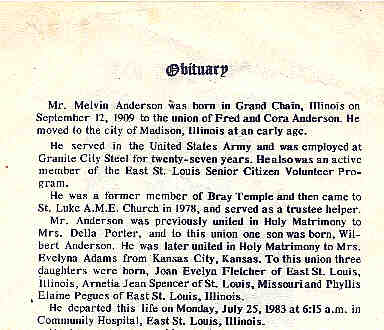 Obituary
Mr. Melvin Anderson was born in Grand Chain, Illinois on
September 12, 1909 to the union of Fred and Cora Anderson. He
moved to the city of Madison, Illinois at an early age.
He served in the United States Army and was employed at
Granite City Steel for twenty-seven years. He also was an active
member of the East St. Louis Senior Citizen Volunteer Pro-
gram.
He was a former member of Bray Temple and then came to
St. Luke A.M.E. Church in 1978, and served as a trustee helper.
Mr. Anderson was previously united in Holy Matrimony to
Mrs. Della Porter, and to this union one son was born, Wil-
bert Anderson. He was later united in Holy Matrimony to Mrs.
Evelyna Adams from Kansas City, Kansas. To this union three
daughters were born, Joan Evelyn Fletcher of East St. Louis,
Illinois, Arnetia Jean Spencer of St. Louis, Missouri and Phyllis
Elaine Pegues of East St. Louis, Illinois.
He departed this life on Monday, July 25, 1983 at 6:15 a.m. in
Community Hospital, East St. Louis, Illinois.